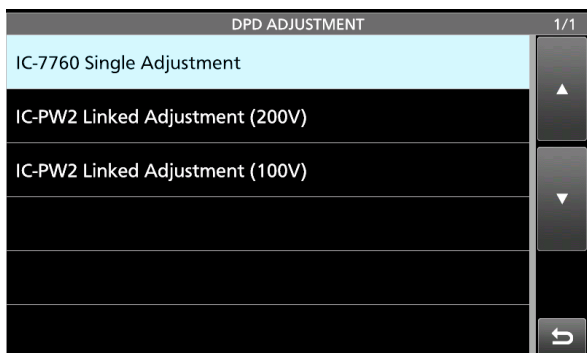 DPD ADJUSTMENT 1/1
IC-7760 Single Adjustment
IC-PW2 Linked Adjustment (200V)
IC-PW2 Linked Adjustment (100V)